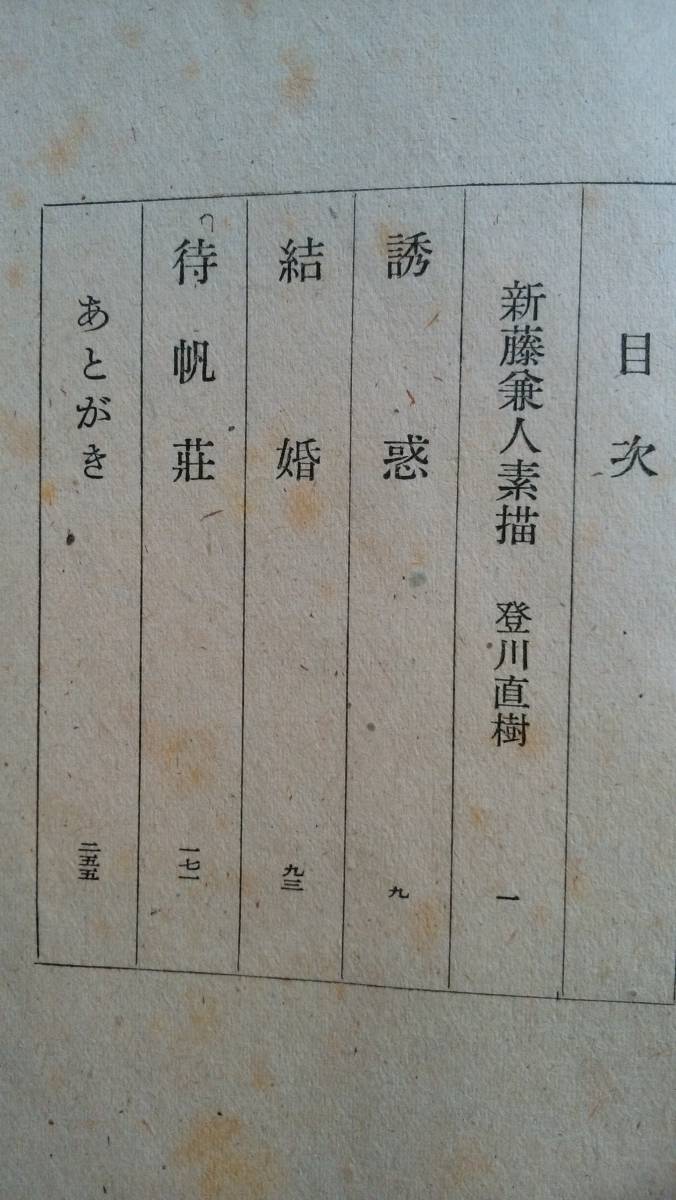 目次
新藤兼人素描　登川直樹　一
誘惑　九
結婚　九三
待帆莊　一七一
あとがき　二五五